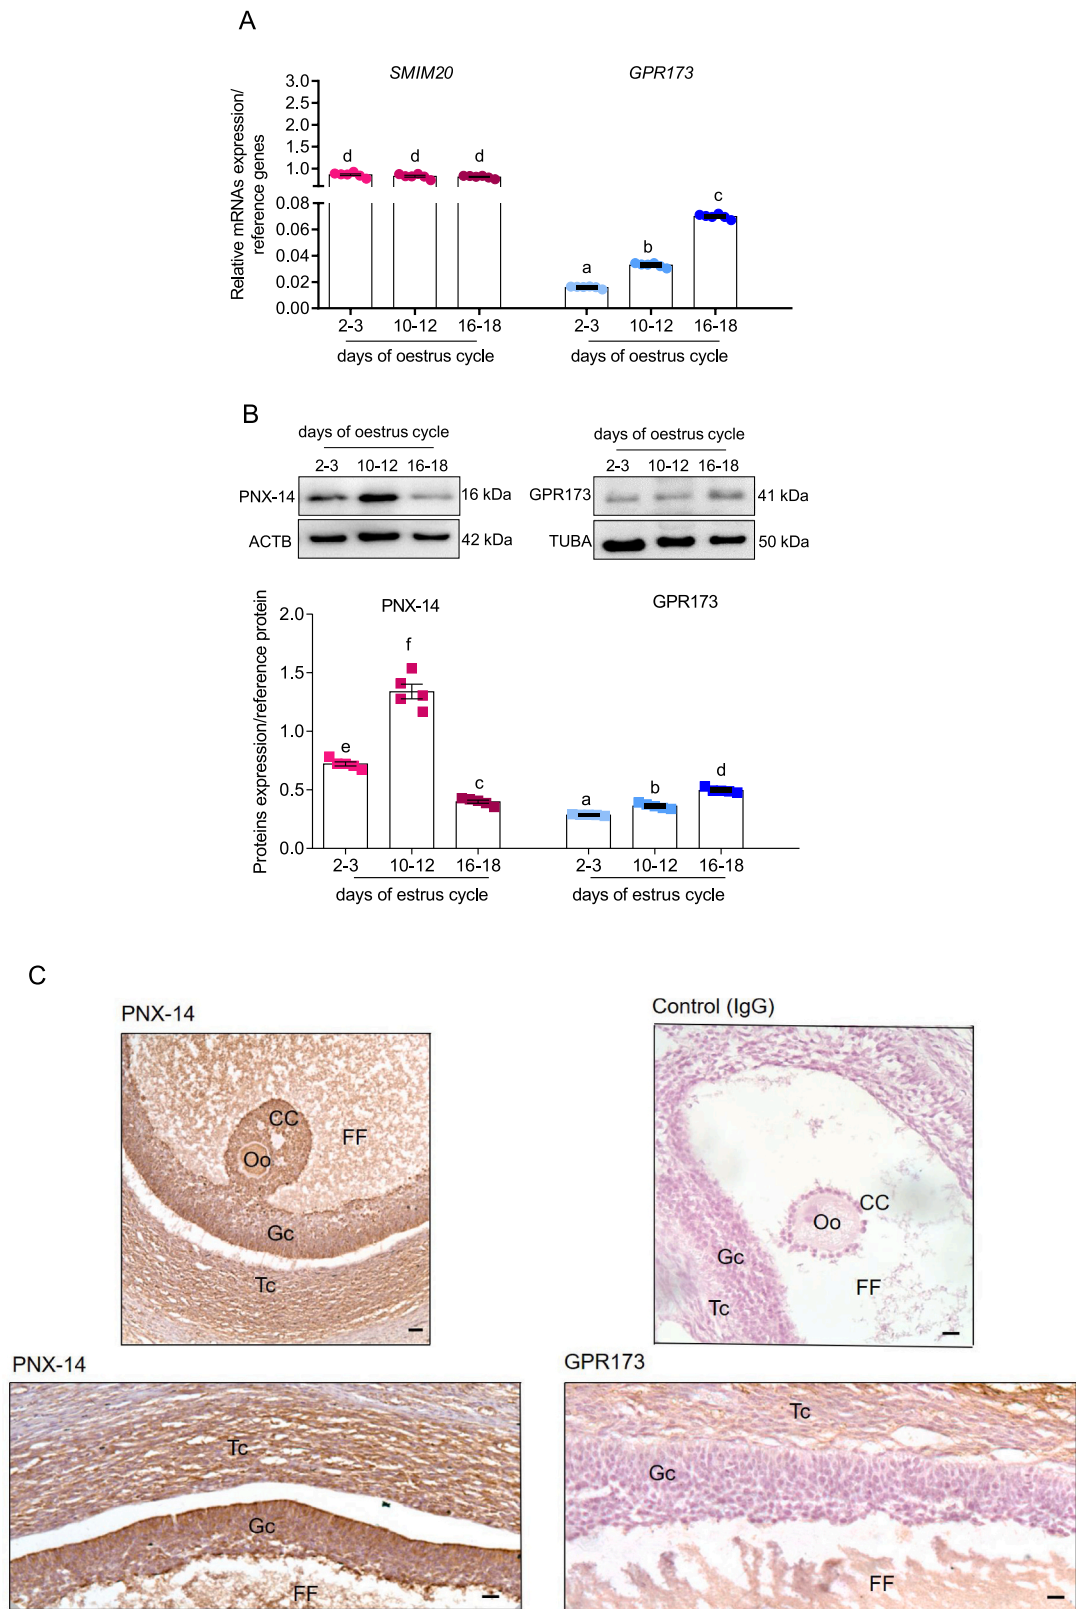 A
SMIM20 GPR173
Relative mRNAs expression/
reference genes
3.0
2.5
2.0
1.5
1.0
0.5
0.08
0.06
0.04
0.02
0.00
d d d a b c
2-3 10-12 16-18 2-3 10-12 16-18
days of oestrus cycle days of oestrus cycle
B
days of oestrus cycle days of oestrus cycle
2-3 10-12 16-18 2-3 10-12 16-18
PNX-14 16 kDa GPR173 41 kDa
ACTB 42 kDa TUBA 50 kDa
PNX-14 GPR173
Proteins expression/reference protein
2.0
1.5
1.0
0.5
0.0
e f c a b d
2-3 10-12 16-18 2-3 10-12 16-18
days of estrus cycle days of estrus cycle
C
PNX-14
CC
FF
Oo
Gc
Tc
Control (IgG)
CC
Oo
Gc
FF
Tc
PNX-14
Tc
Gc
FF
GPR173
Tc
Gc
FF